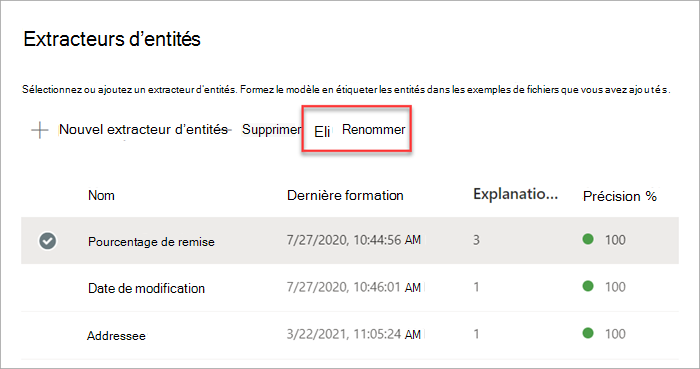 Extracteurs d'entités
Sélectionnez ou ajoutez un extracteur d'entités. Formez le modèle en étiqueter les entités dans les exemples de fichiers que vous avez ajoutés.
Nouvel extracteur d'entités Supprimer Eli Renommer
Nom Dernière formation Explanatio... Précision %
Pourcentage de remise 7/27/2020, 10:44:56 AM 3 100
Date de modification 7/27/2020, 10:46:01 AM 1 100
Addressee 3/22/2021, 11:05:24 AM 1 100